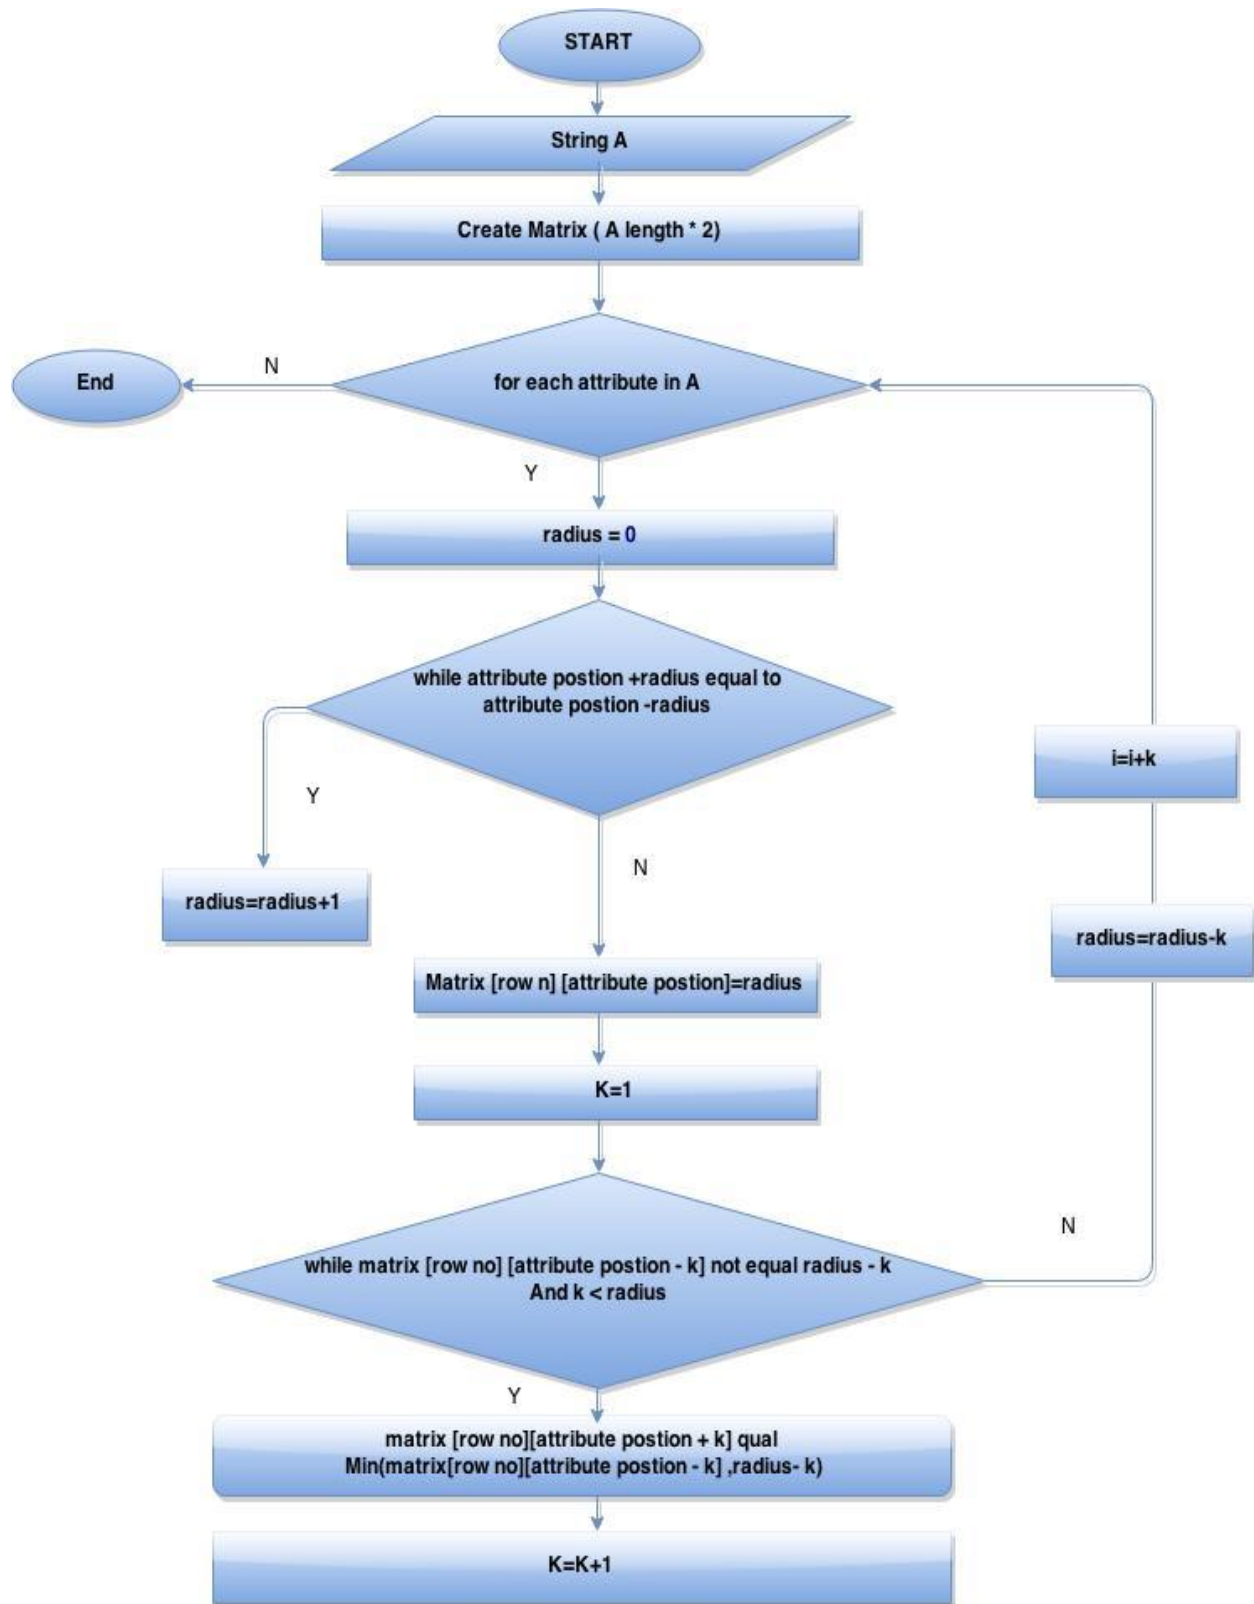 START
String A
Create Matrix ( A length * 2)
for each attribute in A
N
End
Y
radius = 0
while attribute postion +radius equal to
attribute postion -radius
Y
radius=radius+1
N
i=i+k
radius=radius-k
Matrix [row n] [attribute postion]=radius
K=1
while matrix [row no] [attribute postion - k] not equal radius - k
And k < radius
N
Y
matrix [row no][attribute postion + k] qual
Min(matrix[row no][attribute postion - k] ,radius- k)
K=K+1